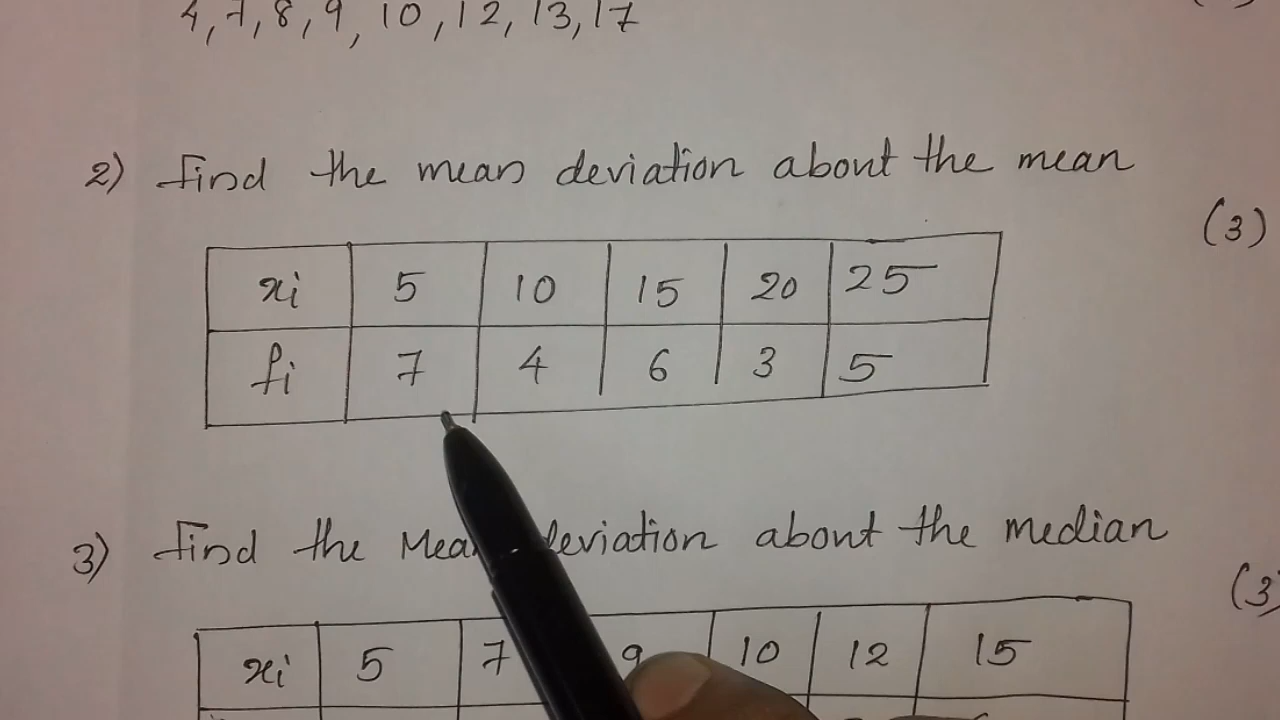 4, 7, 8, 9, 10, 12, 13, 17
2) Find the mean deviation about the mean
(3)
xi 5 10 15 20 25
fi 7 4 6 3 5
3) Find the Mean deviation about the median
(3)
xi 5 7 9 10 12 15